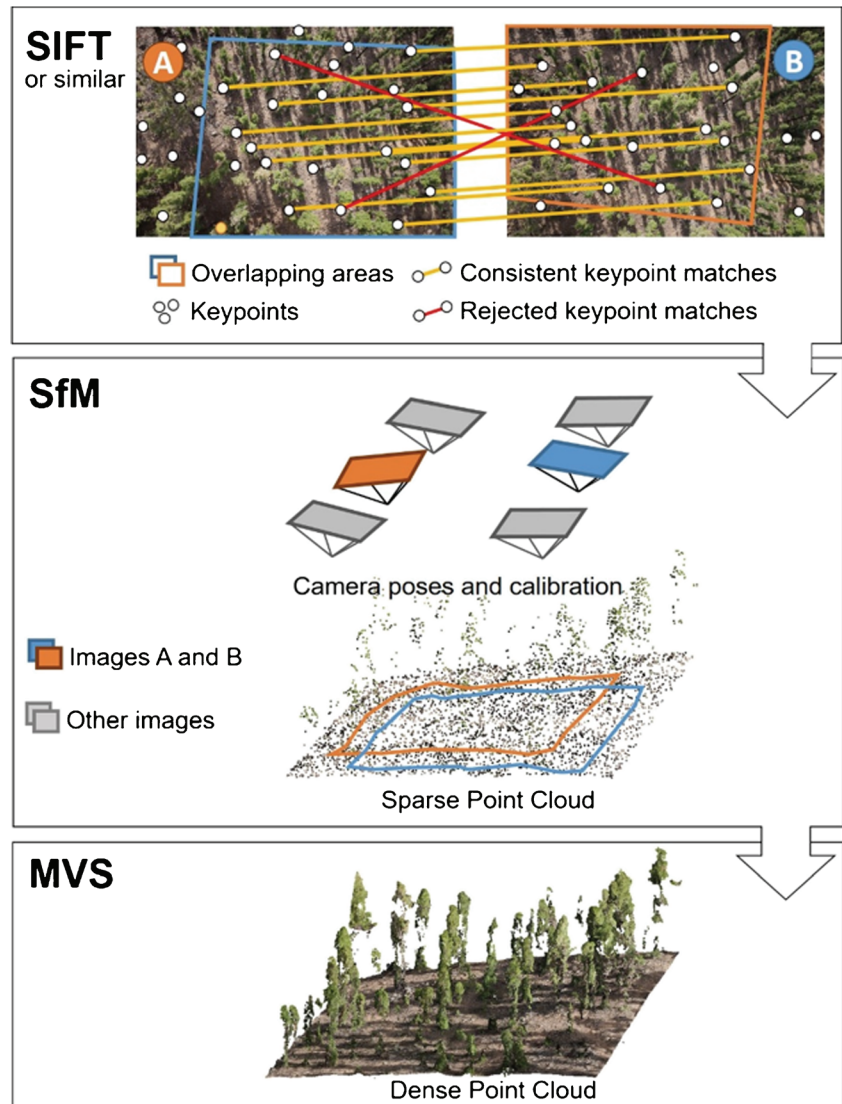 SIFT
or similar
A
B
Overlapping areas
Consistent keypoint matches
Keypoints
Rejected keypoint matches
SfM
Camera poses and calibration
Images A and B
Other images
Sparse Point Cloud
MVS
Dense Point Cloud